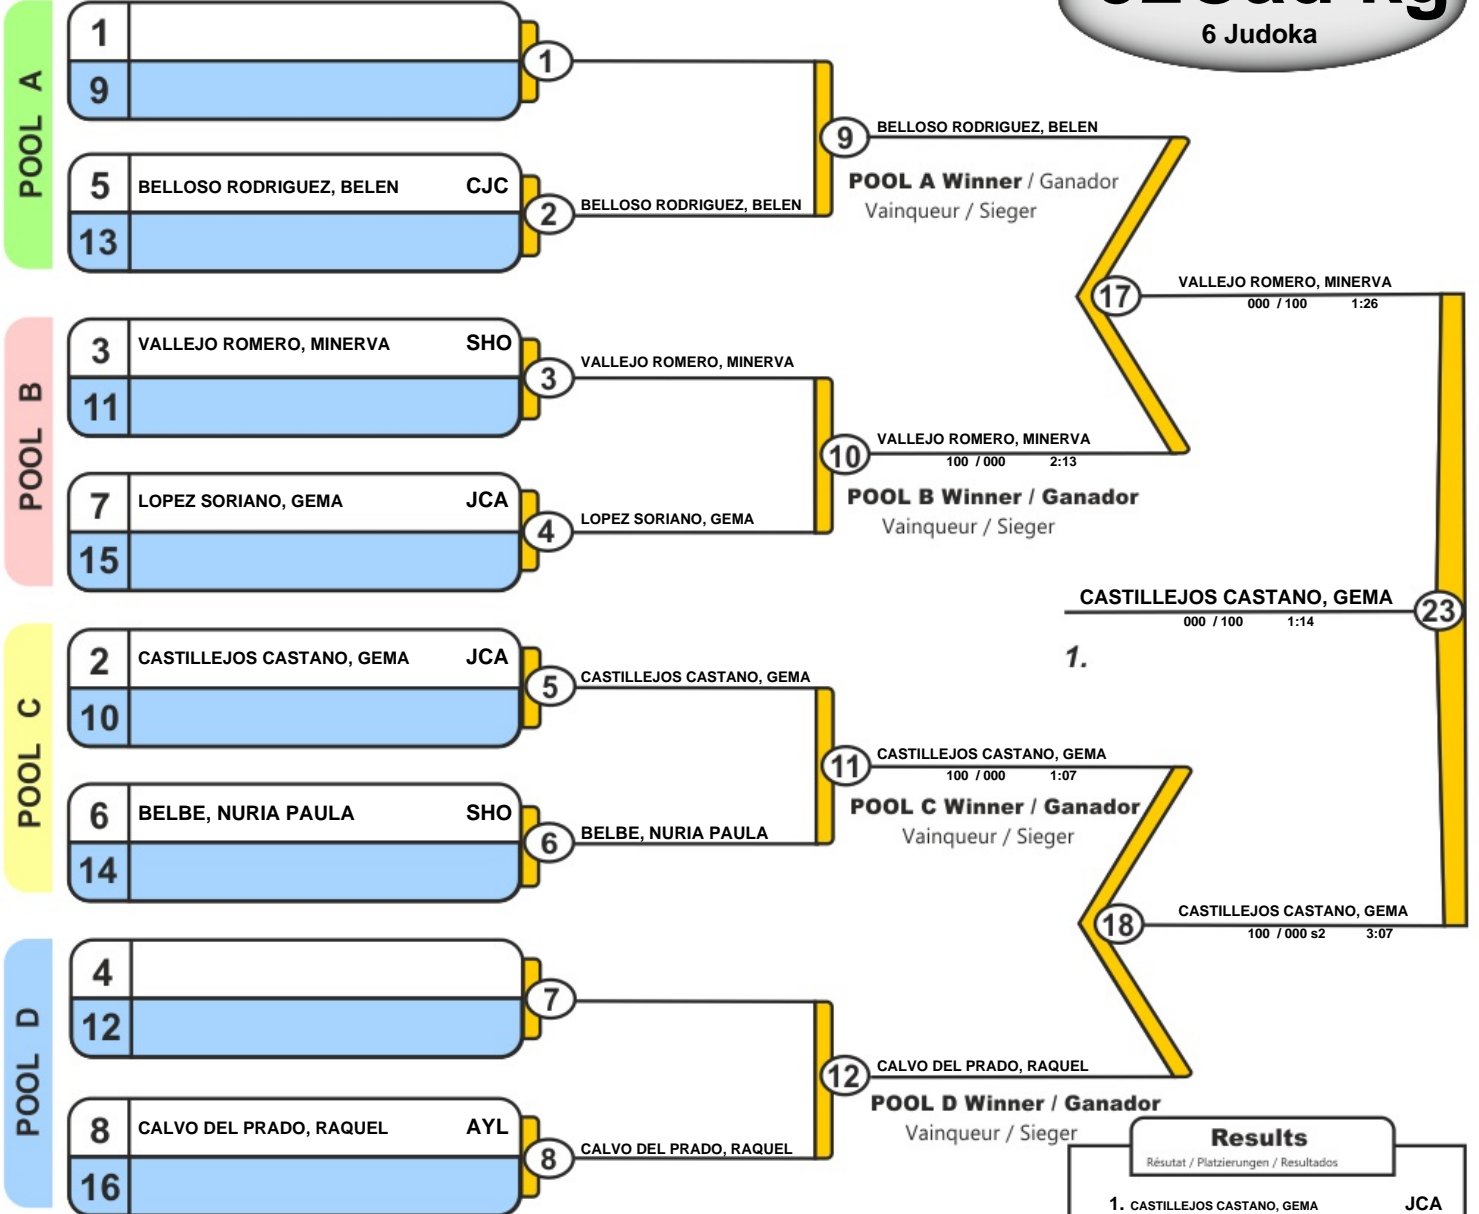 6 Judoka
POOL A
1
9
1
5 BELLOSO RODRIGUEZ, BELEN CJC
13
2
BELLOSO RODRIGUEZ, BELEN
9
BELLOSO RODRIGUEZ, BELEN
POOL A Winner / Ganador
Vainqueur / Sieger
POOL B
3 VALLEJO ROMERO, MINERVA SHO
11
3
VALLEJO ROMERO, MINERVA
7 LOPEZ SORIANO, GEMA JCA
15
4
LOPEZ SORIANO, GEMA
10
VALLEJO ROMERO, MINERVA
100 / 000 2:13
POOL B Winner / Ganador
Vainqueur / Sieger
17
VALLEJO ROMERO, MINERVA
000 / 100 1:26
CASTILLEJOS CASTANO, GEMA
23
000 / 100 1:14
1.
POOL C
2 CASTILLEJOS CASTANO, GEMA JCA
10
5
CASTILLEJOS CASTANO, GEMA
6 BELBE, NURIA PAULA SHO
14
6
BELBE, NURIA PAULA
11
CASTILLEJOS CASTANO, GEMA
100 / 000 1:07
POOL C Winner / Ganador
Vainqueur / Sieger
18
CASTILLEJOS CASTANO, GEMA
100 / 000 s2 3:07
POOL D
4
12
7
8 CALVO DEL PRADO, RAQUEL AYL
16
8
CALVO DEL PRADO, RAQUEL
12
CALVO DEL PRADO, RAQUEL
POOL D Winner / Ganador
Vainqueur / Sieger
Results
Résutat / Platzierungen / Resultados
1. CASTILLEJOS CASTANO, GEMA JCA